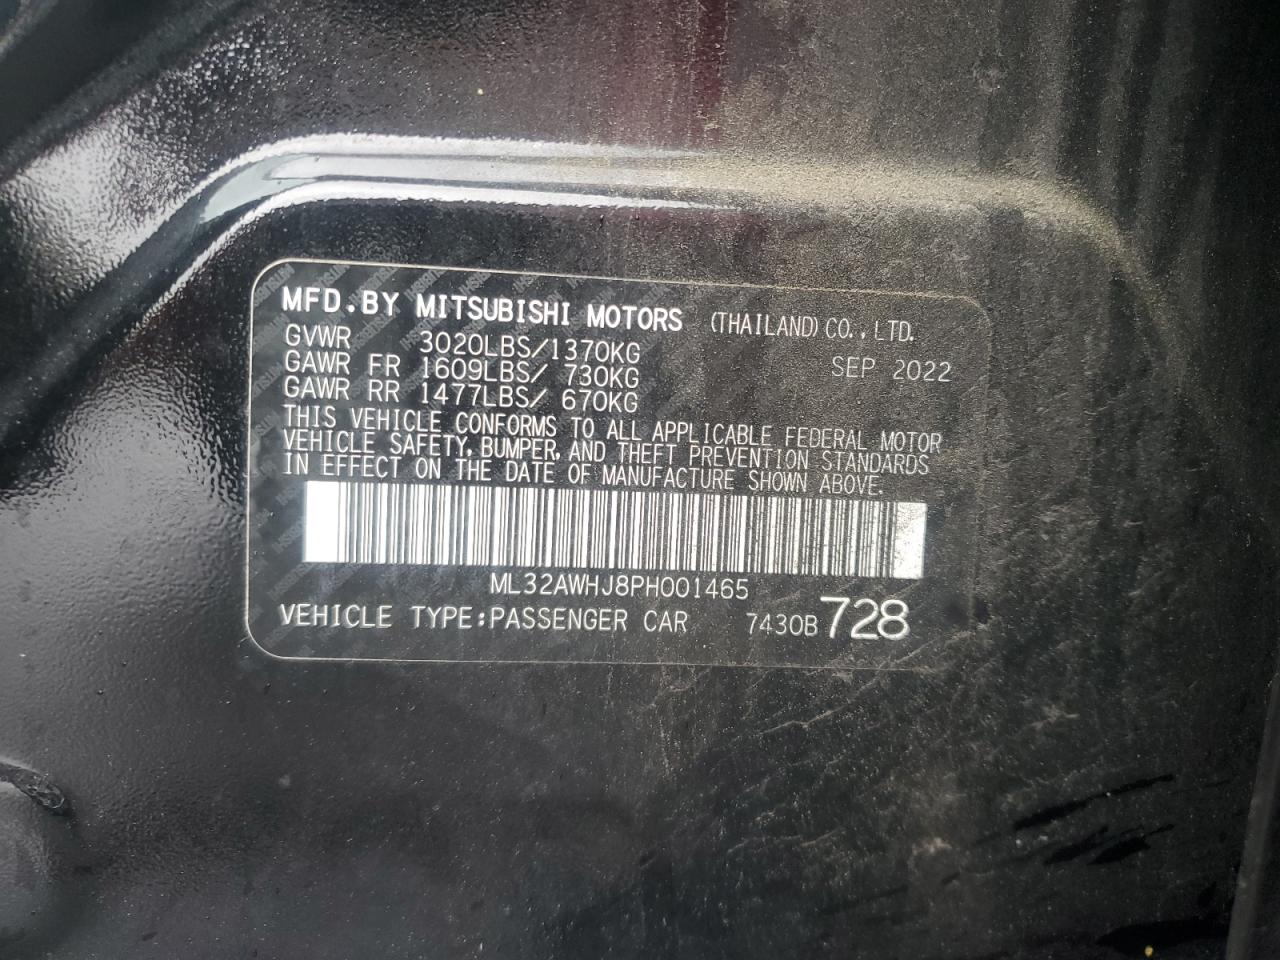 MFD.BY MITSUBISHI MOTORS (THAILAND) CO., LTD.
GVWR 3020LBS/1370KG
SEP 2022
GAWR FR 1609LBS/ 730KG
GAWR RR 1477LBS/ 670KG
THIS VEHICLE CONFORMS TO ALL APPLICABLE FEDERAL MOTOR
VEHICLE SAFETY, BUMPER, AND THEFT PREVENTION STANDARDS
IN EFFECT ON THE DATE OF MANUFACTURE SHOWN ABOVE.
ML32AWHJ8PH001465
VEHICLE TYPE:PASSENGER CAR 7430B 728